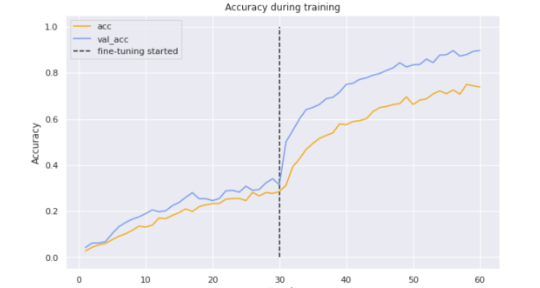 Accuracy during training
acc
val_acc
fine-tuning started
Accuracy
1.0
0.8
0.6
0.4
0.2
0.0
0 10 20 30 40 50 60